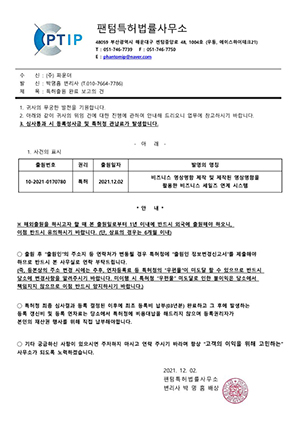 PTIP
팬텀특허법률사무소
48059 부산광역시 해운대구 센텀중앙로 48, 1004호 (우동, 에이스하이테크21)
T : 051-746-7739 F : 051-746-7750
E : phantomip@naver.com
수 신 : (주) 파운더
발 신 : 변리사 박명흠 (T.010-7664-7786)
제 목 : 특허출원 완료 보고의 건
1. 귀사의 무궁한 발전을 기원합니다.
2. 아래와 같이 귀사의 위임 건에 대한 진행에 관하여 안내해 드리오니 업무에 참고하시기 바랍니다.
3. 심사통과 시 등록성사금 및 특허청 관납료가 발생합니다.
- 아 래 -
1. 사건의 표시
출원번호 권리 출원일자 발명의 명칭
10-2021-0170780 특허 2021.12.02 비즈니스 영상명함 제작 및 제작된 영상명함을
활용한 비즈니스 세일즈 연계 시스템
* 안 내 *
※ 해외출원을 하시고자 할 때 본 출원일로부터 1년 이내에 반드시 외국에 출원해야 하오니,
이점 반드시 유의하시기 바랍니다. (단, 상표의 경우는 6개월 이내)
○ 출원 후 "출원인"의 주소지 등 연락처가 변동될 경우 특허청에 "출원인 정보변경신고서"를 제출해야
하므로 반드시 본 사무실로 연락 부탁드립니다.
(즉, 등본상의 주소 변경 시에는 추후, 연차등록료 등 특허청의 "우편물"이 미도달 할 수 있으므로 반드시
당소에 변경사항을 알려주시기 바랍니다. 미이행 시 특허청 "우편물" 미도달로 인한 불이익은 당소에서
책임지지 않으므로 이점 반드시 양지하시기 바랍니다.)
○ 특허청 최종 심사결과 등록 결정된 이후에 최초 등록비 납부(3년분) 완료하고 그 후에 발생하는
등록 갱신비 및 등록 연차료는 당소에서 특허청에 비용대납을 해드리지 않으며 등록권리자가
본인의 재산권 행사를 위해 직접 납부해야합니다.
○ 기타 궁금하신 사항이 있으시면 주저하지 마시고 연락 주시기 바라며 항상 "고객의 이익을 위해 고민하는"
사무소가 되도록 노력하겠습니다.
2021. 12. 02.
팬텀특허법률사무소
변리사 박 명 흠 배상